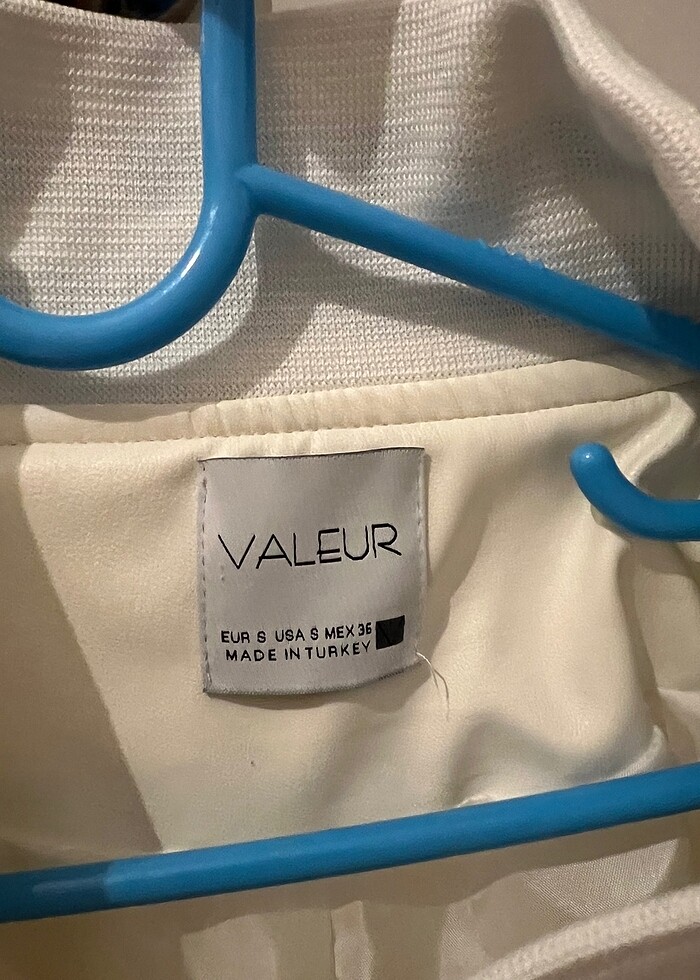 VALEUR
EUR S USA S MEX 36
MADE IN TURKEY